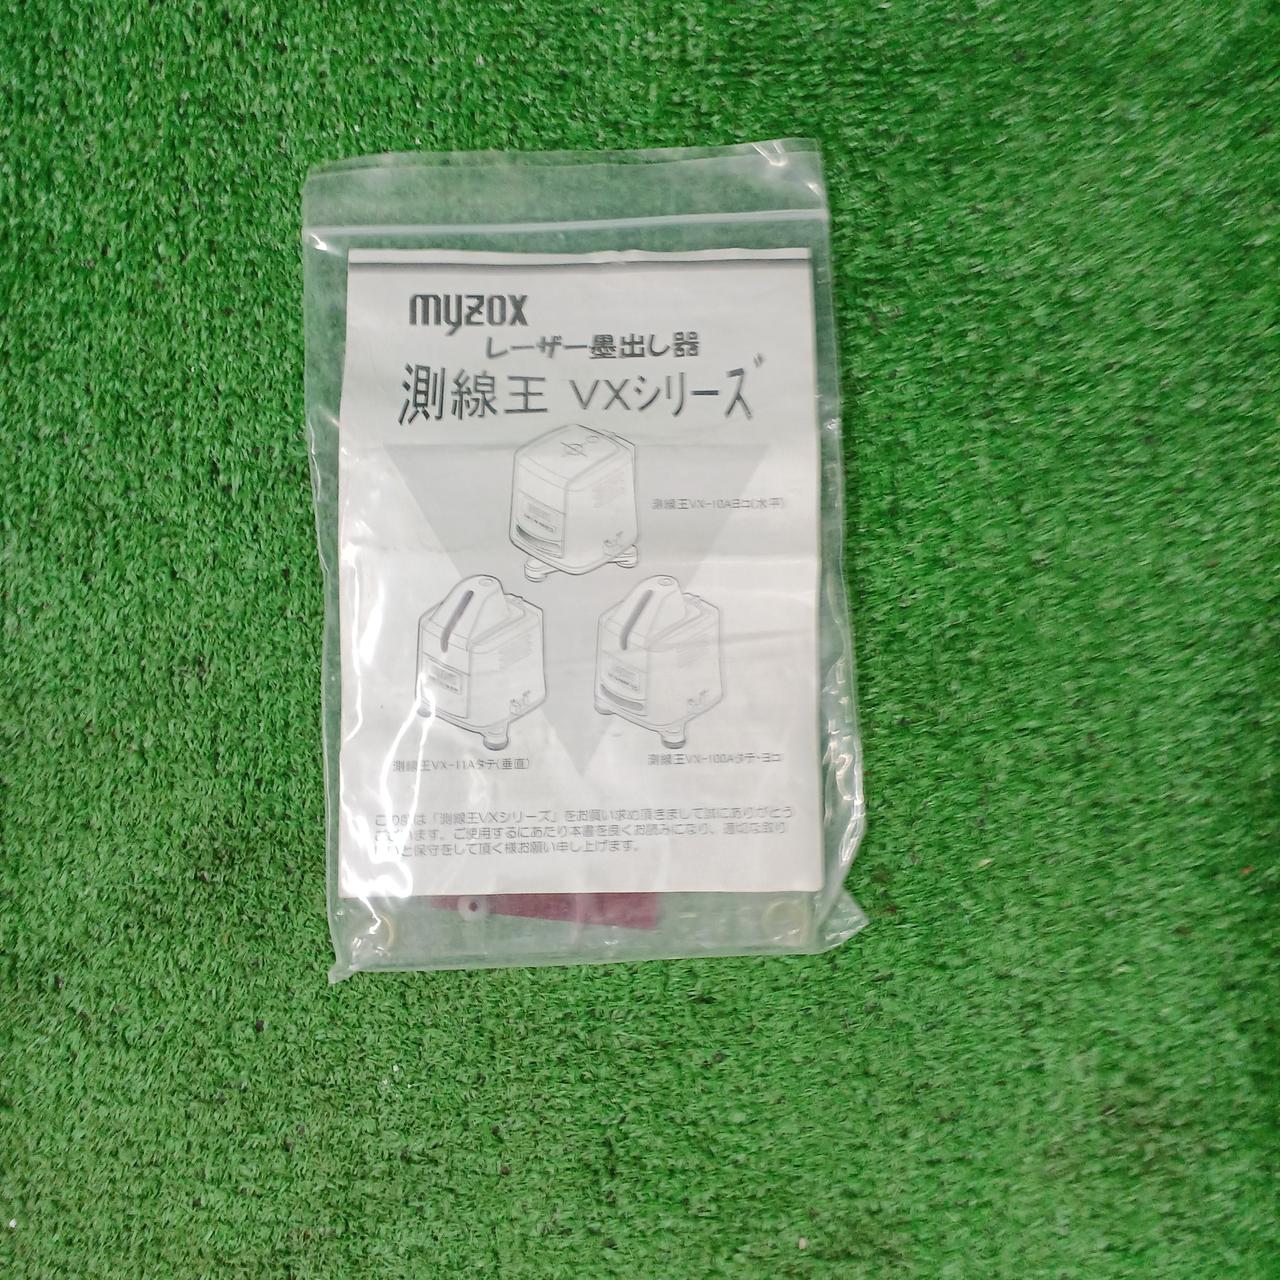 myzox
レーザー墨出し器
測線王 VXシリーズ
測線王VX-10Aヨコ(水平)
測線王VX-11Aタテ(垂直)
測線王VX-100Aタテ・ヨコ
この度は「測線王VXシリーズ」をお買い求め頂きまして誠にありがとう
ございます。ご使用するにあたり本書を良くお読みになり、適切な取り
扱いと保守をして頂く様お願い申し上げます。